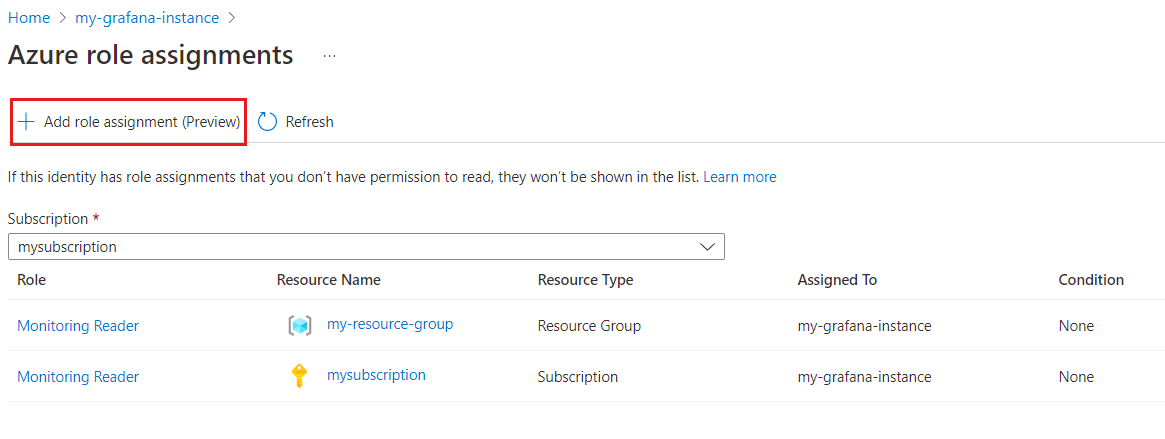 Home > my-grafana-instance >
Azure role assignments ...
+ Add role assignment (Preview) Refresh
If this identity has role assignments that you don't have permission to read, they won't be shown in the list. Learn more
Subscription *
mysubscription
Role Resource Name Resource Type Assigned To Condition
Monitoring Reader my-resource-group Resource Group my-grafana-instance None
Monitoring Reader mysubscription Subscription my-grafana-instance None